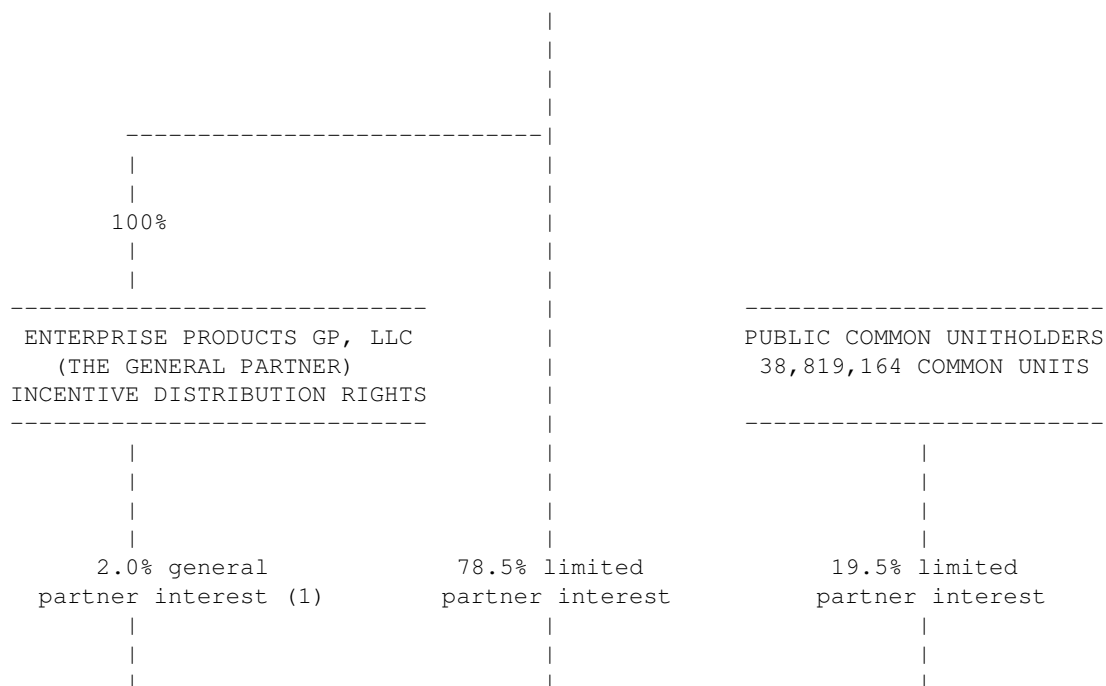 100%
ENTERPRISE PRODUCTS GP, LLC
(THE GENERAL PARTNER)
INCENTIVE DISTRIBUTION RIGHTS
PUBLIC COMMON UNITHOLDERS
38,819,164 COMMON UNITS
2.0% general
partner interest (1)
78.5% limited
partner interest
19.5% limited
partner interest